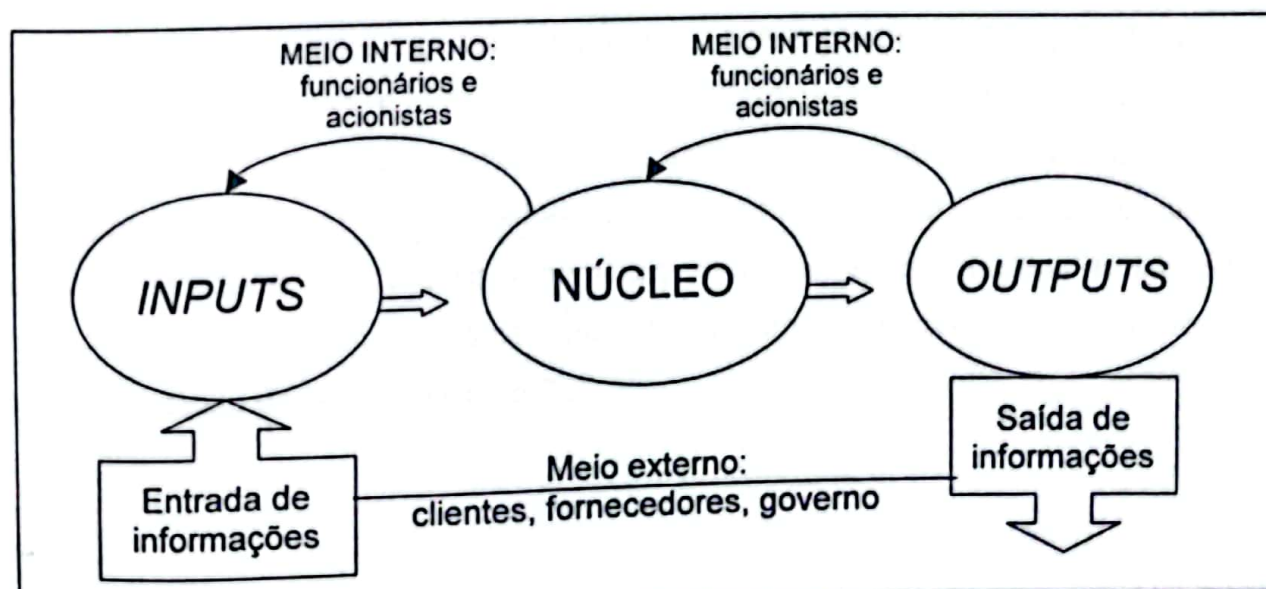 MEIO INTERNO:
funcionários e
acionistas
MEIO INTERNO:
funcionários e
acionistas
INPUTS
NÚCLEO
OUTPUTS
Entrada de
informações
Meio externo:
clientes, fornecedores, governo
Saída de
informações